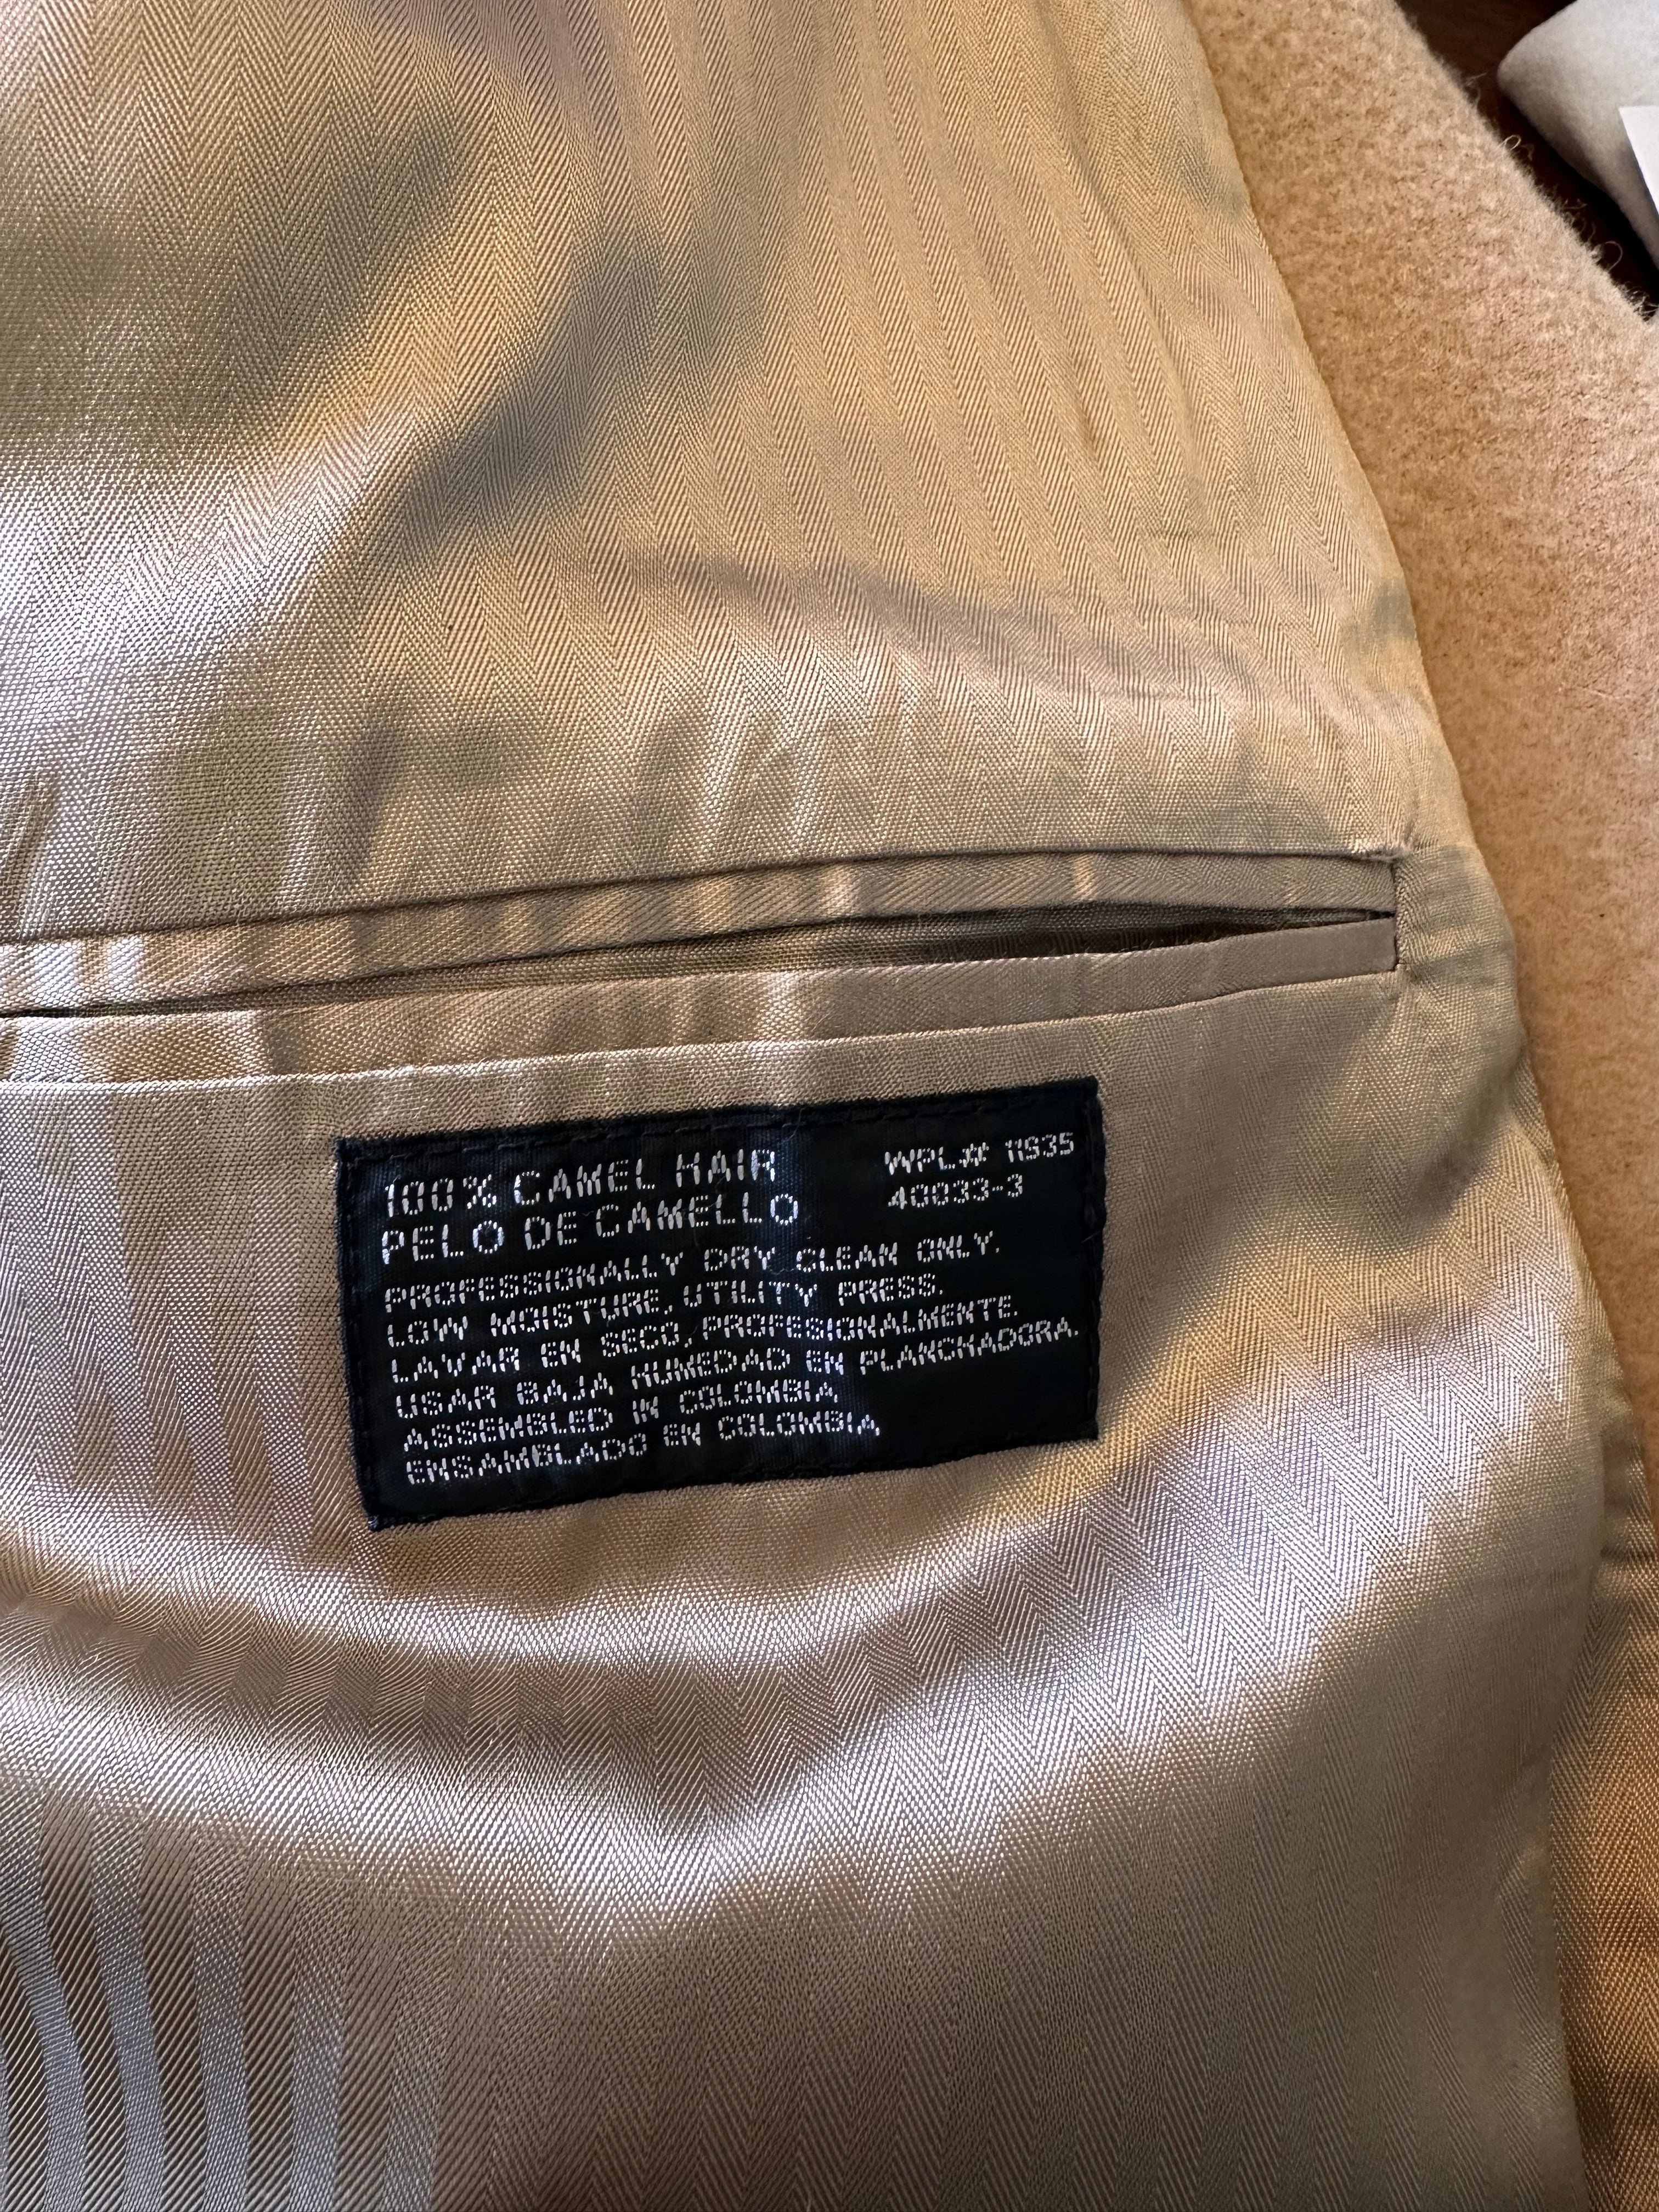 100% CAMEL HAIR
PELO DE CAMELLO
WPL# 11935
40033-3
PROFESSIONALLY DRY CLEAN ONLY.
LOW MOISTURE, UTILITY PRESS.
LAVAR EN SECO, PROFESIONALMENTE.
USAR BAJA HUMEDAD EN PLANCHADORA.
ASSEMBLED IN COLOMBIA
ENSAMBLADO EN COLOMBIA